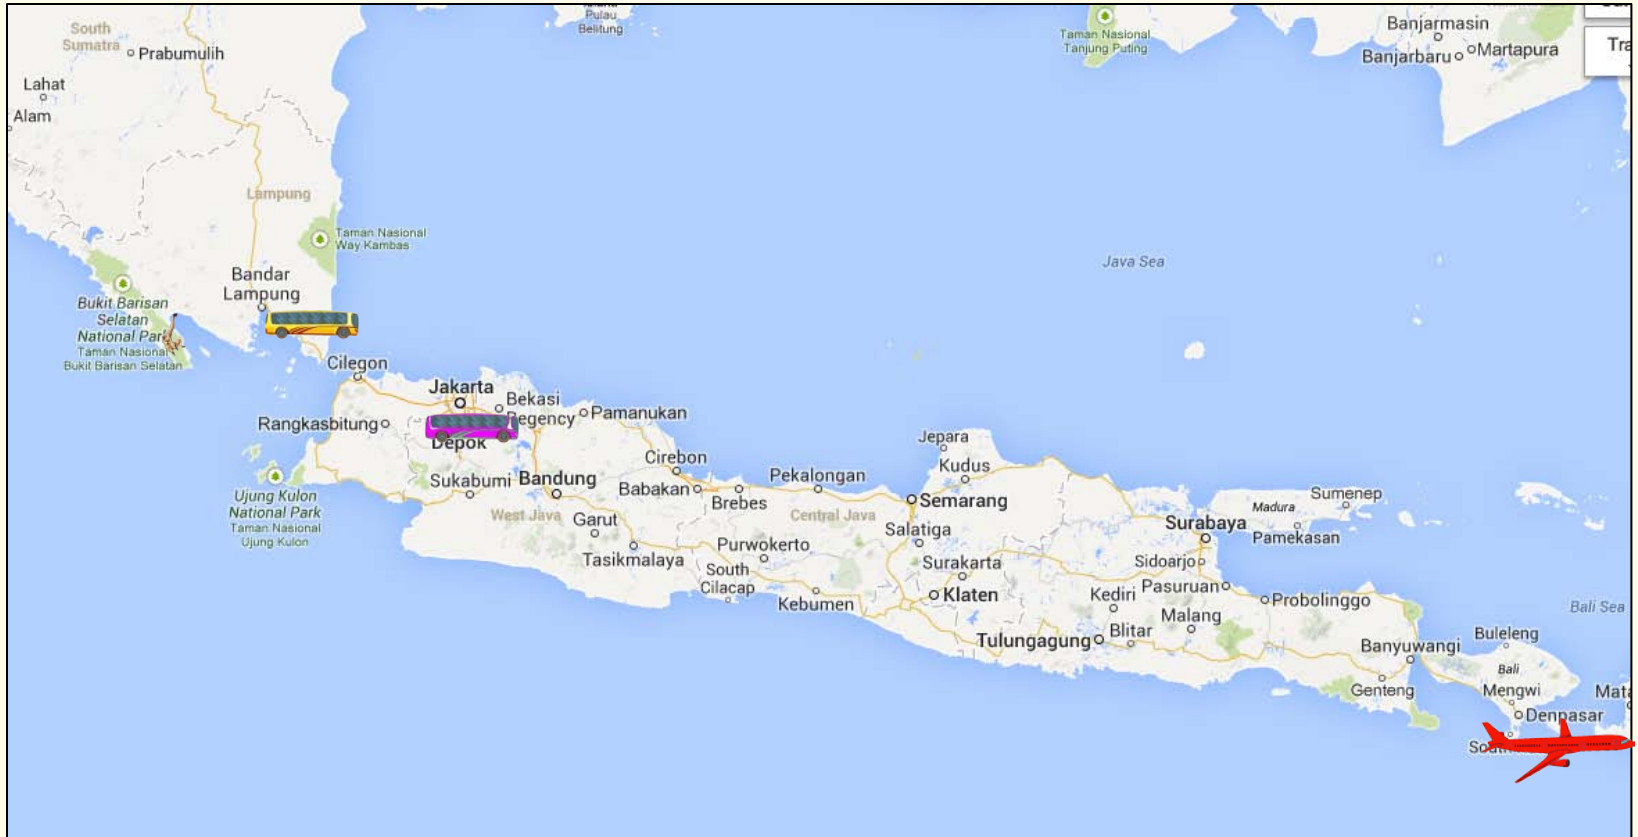 South
Sumatra
Prabumulih
Lahat
Alam
Pulau
Belitung
Taman Nasional
Tanjung Puting
Banjarmasin
Banjarbaru
Martapura
Tra
Lampung
Taman Nasional
Way Kambas
Java Sea
Bandar
Lampung
Bukit Barisan
Selatan
National Park
Taman Nasional
Bukit Barisan Selatan
Cilegon
Jakarta
Bekasi
Regency
Pamanukan
Rangkasbitung
Depok
Jepara
Cirebon
Kudus
Sukabumi
Bandung
Babakan
Brebes
Pekalongan
Semarang
Sumenep
Ujung Kulon
National Park
Taman Nasional
Ujung Kulon
West Java
Garut
Central Java
Salatiga
Madura
Surabaya
Pamekasan
Tasikmalaya
Purwokerto
South
Cilacap
Surakarta
Sidoarjo
Kebumen
Klaten
Kediri
Pasuruan
Probolinggo
Bali Sea
Malang
Tulungagung
Blitar
Banyuwangi
Buleleng
Bali
Genteng
Mengwi
Mata
Denpasar